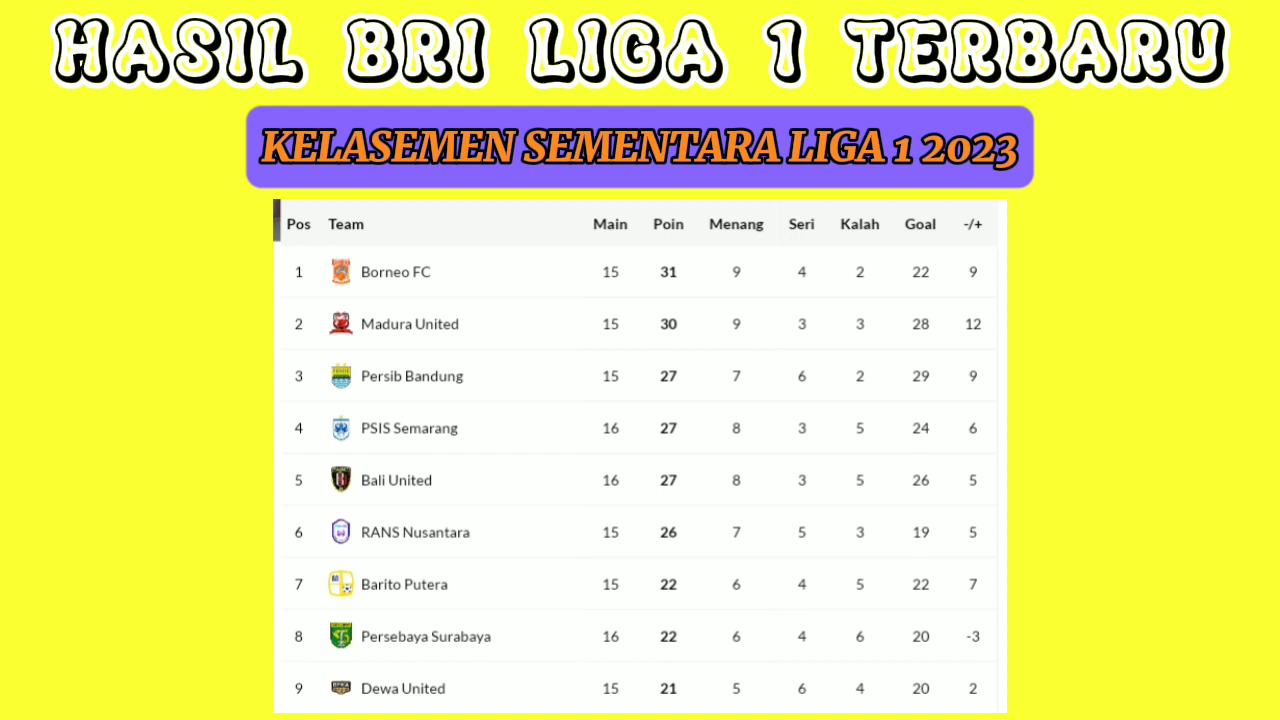 HASIL BRI LIGA 1 TERBARU
KELASEMEN SEMENTARA LIGA 1 2023
Pos Team Main Poin Menang Seri Kalah Goal -/+
1 Borneo FC 15 31 9 4 2 22 9
2 Madura United 15 30 9 3 3 28 12
3 Persib Bandung 15 27 7 6 2 29 9
4 PSIS Semarang 16 27 8 3 5 24 6
5 Bali United 16 27 8 3 5 26 5
6 RANS Nusantara 15 26 7 5 3 19 5
7 Barito Putera 15 22 6 4 5 22 7
8 Persebaya Surabaya 16 22 6 4 6 20 -3
9 Dewa United 15 21 5 6 4 20 2